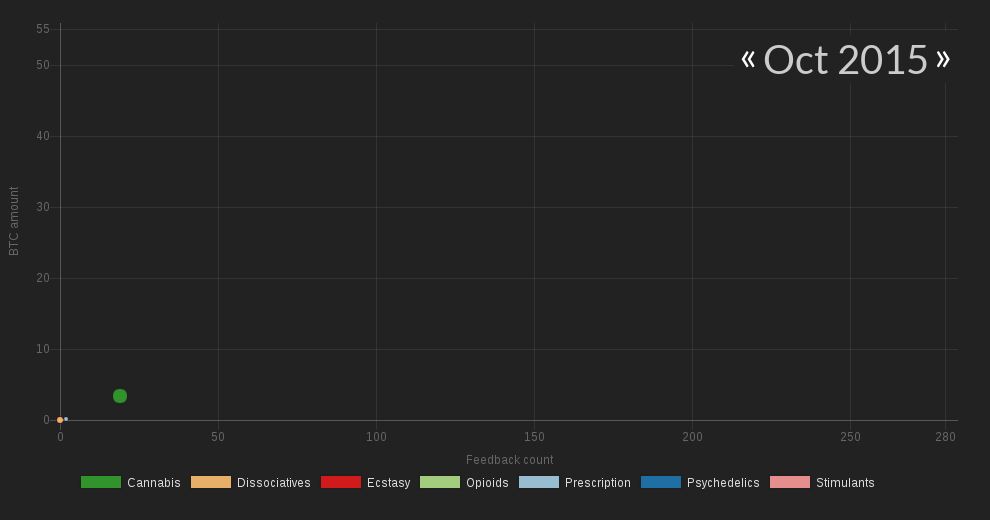 55
« Oct 2015 »
50
40
30
20
10
0
BTC amount
0 50 100 150 200 250 280
Feedback count
Cannabis Dissociatives Ecstasy Opioids Prescription Psychedelics Stimulants